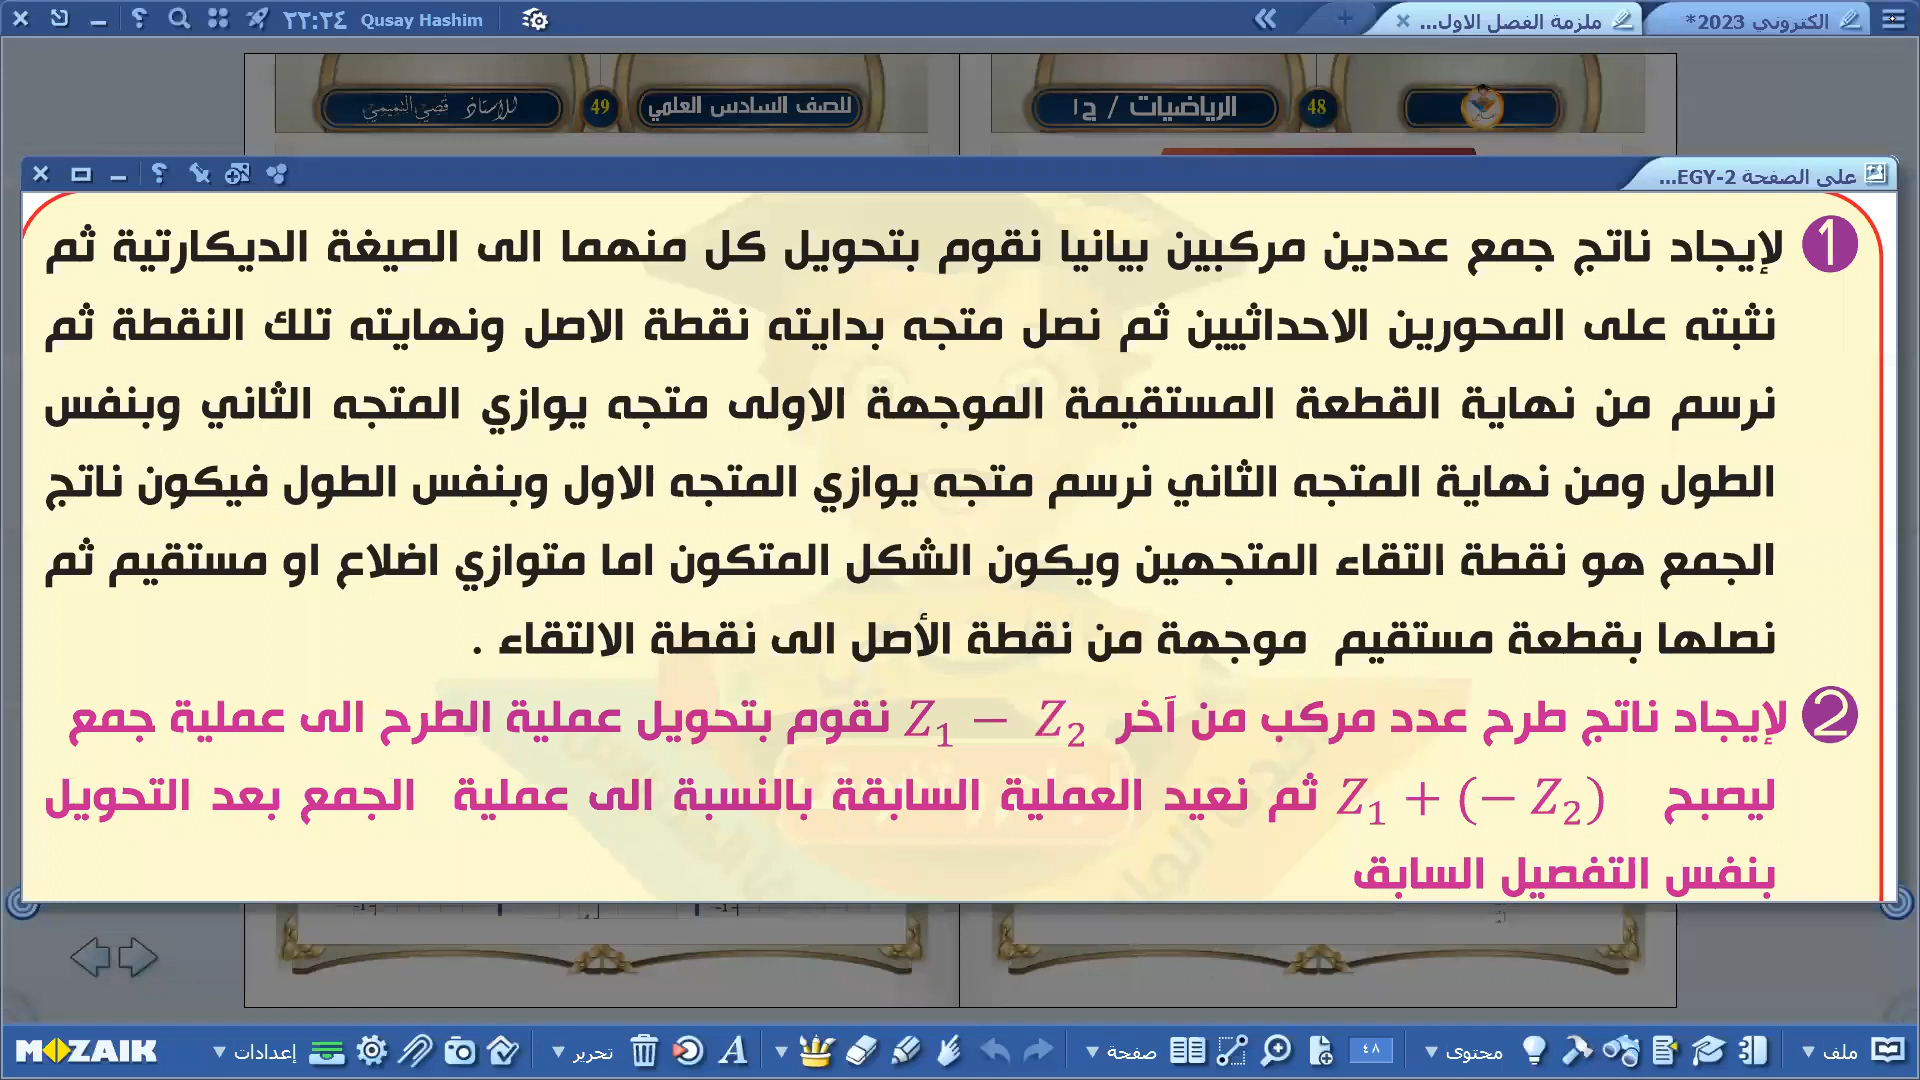 الكتروني 2023*
ملزمة الفصل الاول...
Qusay Hashim
٢٢:٢٤
48
الرياضيات / ج١
للصف السادس العلمي
49
للاستاذ قصي التميمي
على الصفحة EGY-2...
1 لإيجاد ناتج جمع عددين مركبين بيانيا نقوم بتحويل كل منهما الى الصيغة الديكارتية ثم
نثبته على المحورين الاحداثيين ثم نصل متجه بدايته نقطة الاصل ونهايته تلك النقطة ثم
نرسم من نهاية القطعة المستقيمة الموجهة الاولى متجه يوازي المتجه الثاني وبنفس
الطول ومن نهاية المتجه الثاني نرسم متجه يوازي المتجه الاول وبنفس الطول فيكون ناتج
الجمع هو نقطة التقاء المتجهين ويكون الشكل المتكون اما متوازي اضلاع او مستقيم ثم
نصلها بقطعة مستقيم موجهة من نقطة الأصل الى نقطة الالتقاء .
2 لإيجاد ناتج طرح عدد مركب من آخر Z₁ − Z₂ نقوم بتحويل عملية الطرح الى عملية جمع
ليصبح Z₁ + (− Z₂) ثم نعيد العملية السابقة بالنسبة الى عملية الجمع بعد التحويل
بنفس التفصيل السابق
ملف
محتوى
٤٨
صفحة
تحرير
إعدادات
MOZAIK